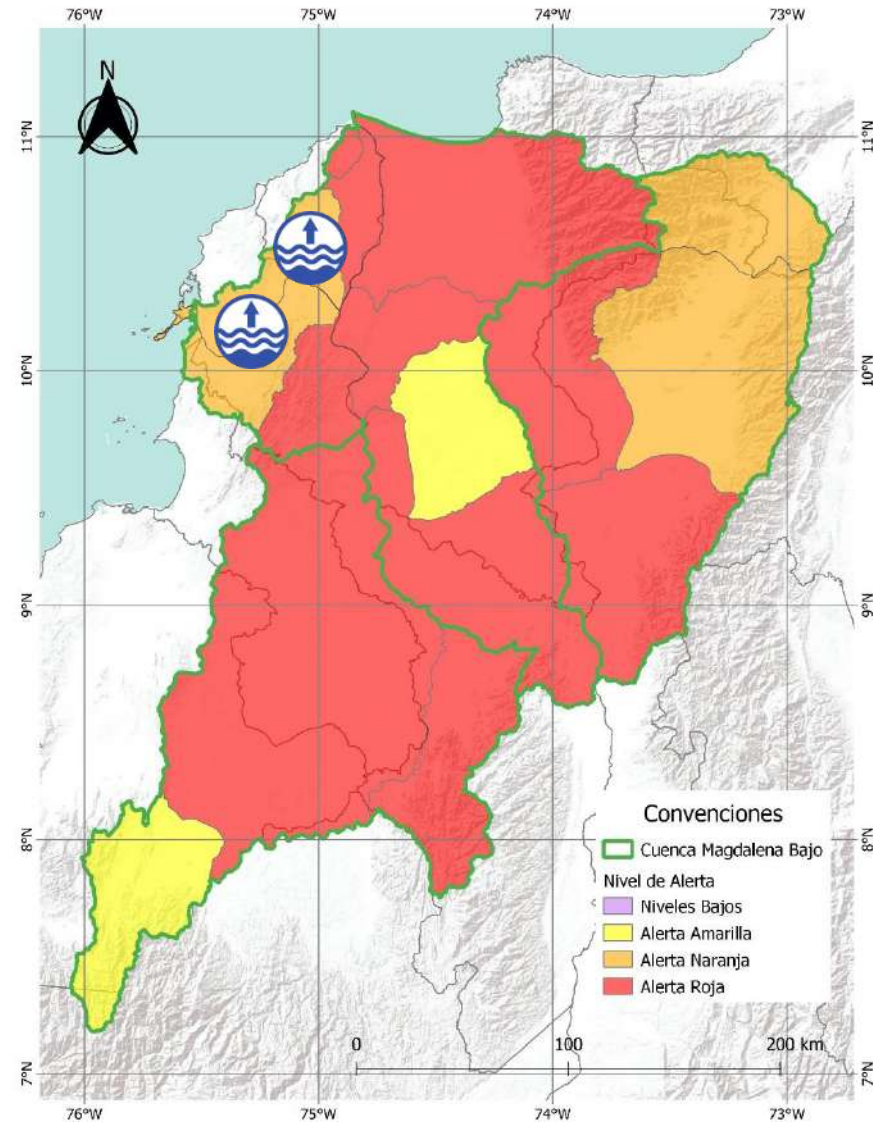 76°W 75°W 74°W 73°W
N
11°N 11°N
10°N 10°N
9°N 9°N
8°N 8°N
7°N 7°N
Convenciones
Cuenca Magdalena Bajo
Nivel de Alerta
Niveles Bajos
Alerta Amarilla
Alerta Naranja
Alerta Roja
0 100 200 km
76°W 75°W 74°W 73°W